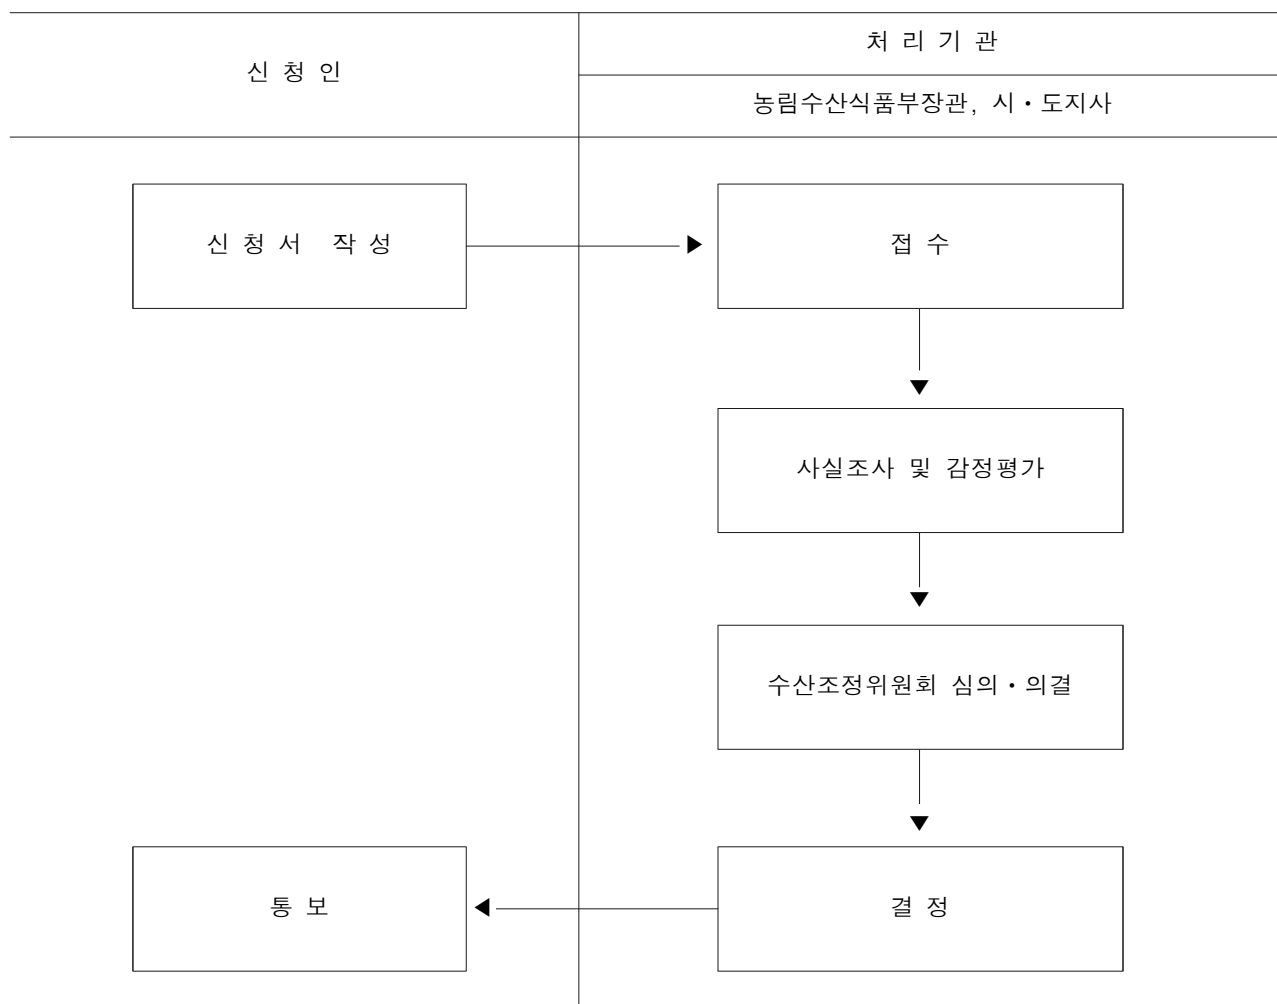 신 청 인
처 리 기 관
농림수산식품부장관, 시・도지사
신 청 서 작 성
접 수
사실조사 및 감정평가
수산조정위원회 심의・의결
통 보
결 정